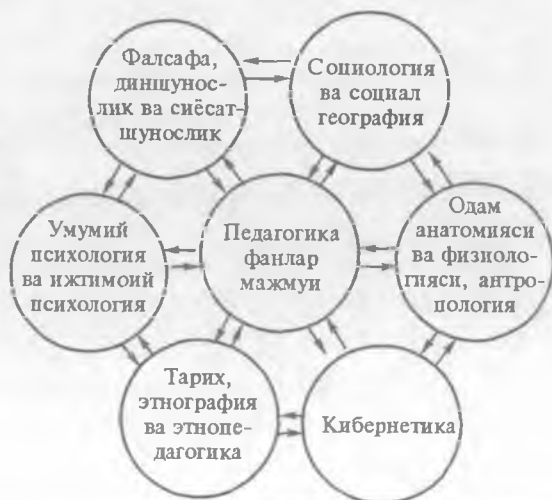 Фалсафа,
диншунос-
лик ва сиёсат-
шунослик
Социология
ва социал
география
Умумий
психология
ва ижтимоий
психология
Педагогика
фанлар
мажмуи
Одам
анатомияси
ва физиоло-
гияси, антро-
пология
Тарих,
этнография
ва этнопе-
дагогика
Кибернетика